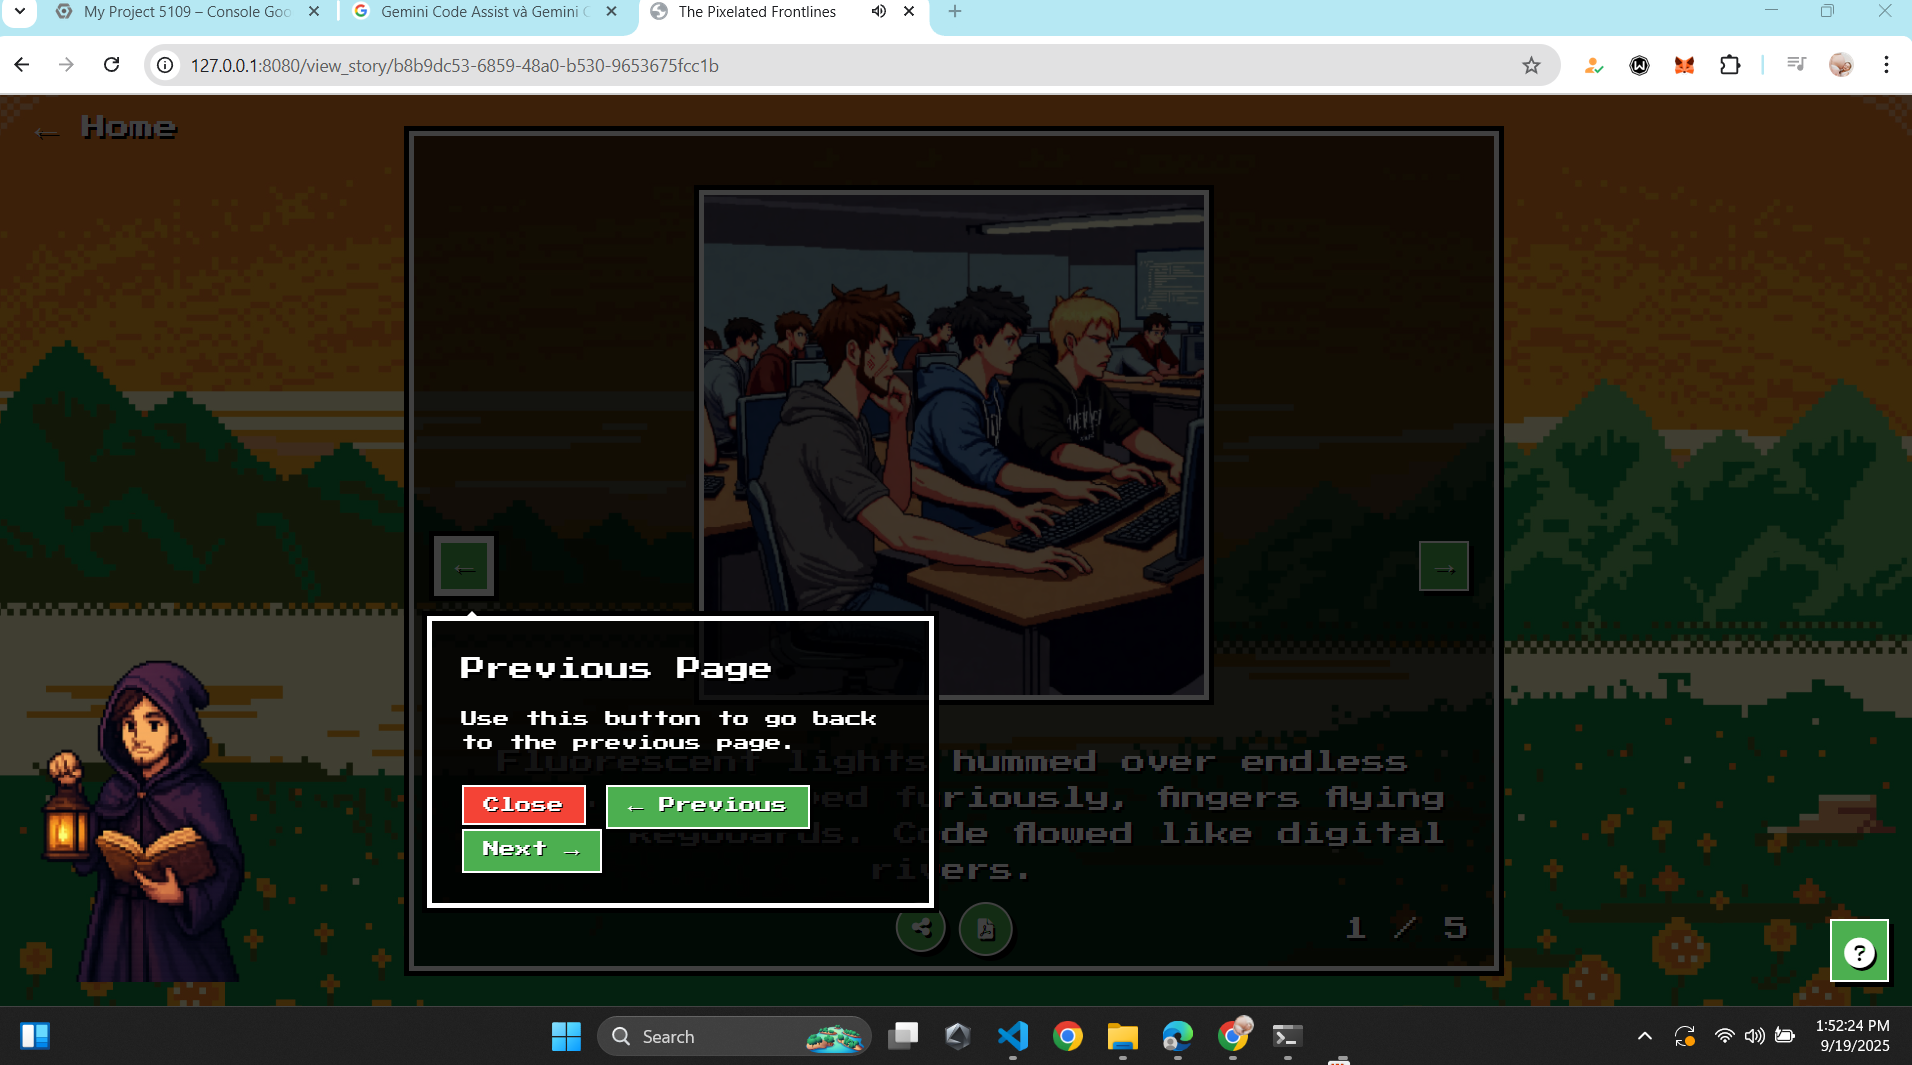 My Project 5109 – Console Goo
Gemini Code Assist và Gemini C
The Pixelated Frontlines
127.0.0.1:8080/view_story/b8b9dc53-6859-48a0-b530-9653675fcc1b
← Home
←
→
Previous Page
Use this button to go back
to the previous page.
Fluorescent lights hummed over endless
ed furiously, fingers flying
keyboards. Code flowed like digital
rivers.
Close
← Previous
Next →
1 / 5
?
Search
1:52:24 PM
9/19/2025